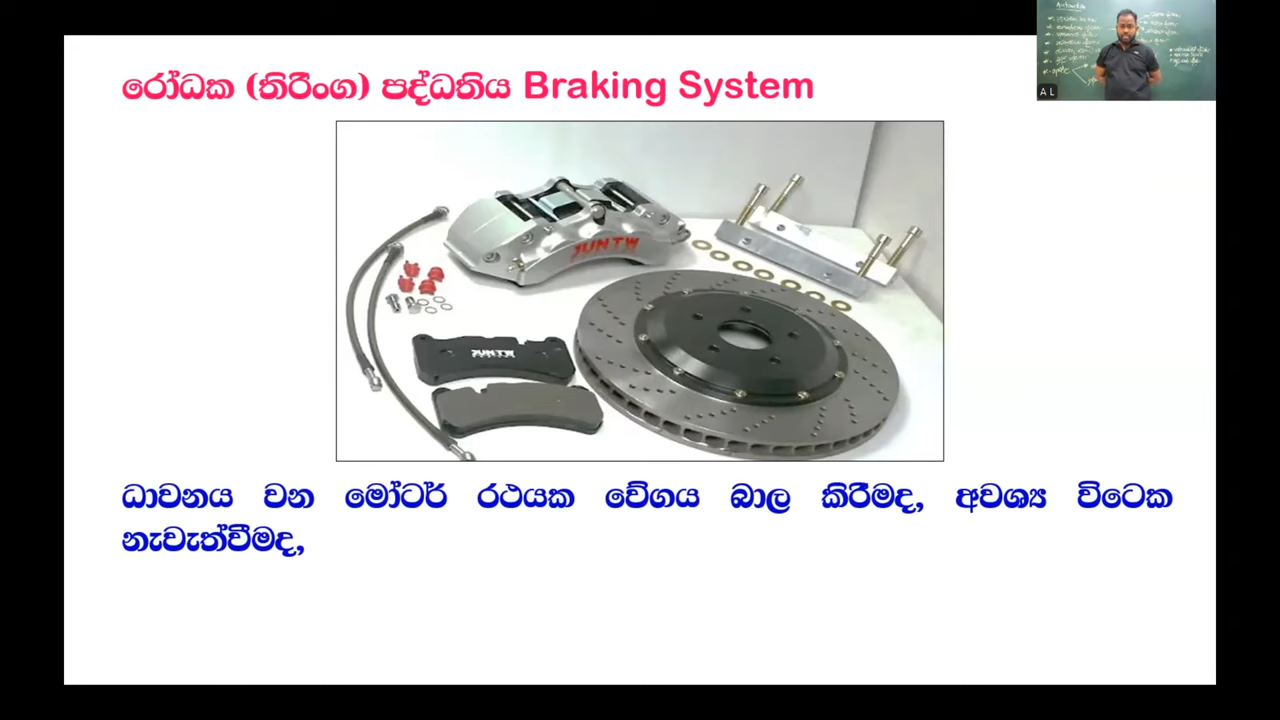 රෝධක (තිරිංග) පද්ධතිය Braking System
JUNTW
JUNTW
ධාවනය වන මෝටර් රථයක වේගය බාල කිරීමද, අවශ්‍ය විටෙක
නැවැත්වීමද,
A L